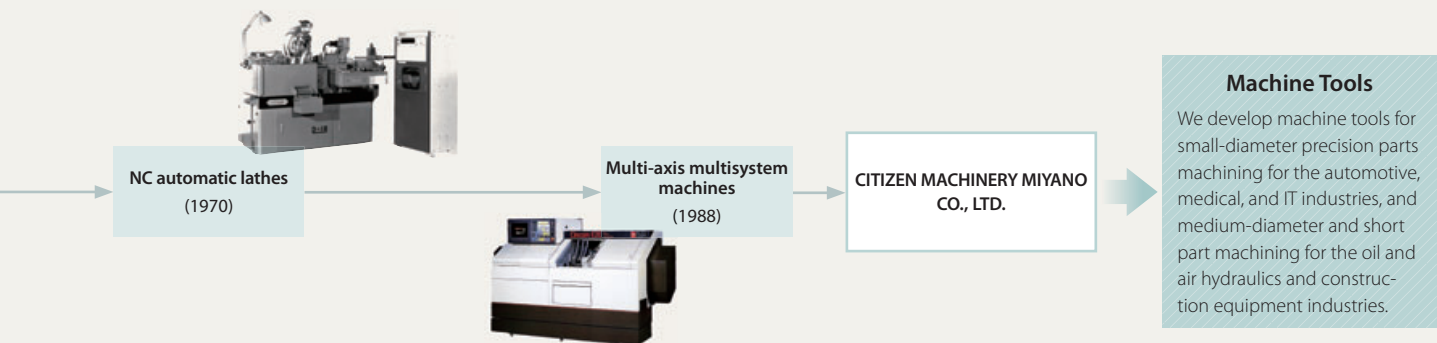 NC automatic lathes
(1970)
Multi-axis multisystem
machines
(1988)
CITIZEN MACHINERY MIYANO
CO., LTD.
Machine Tools
We develop machine tools for
small-diameter precision parts
machining for the automotive,
medical, and IT industries, and
medium-diameter and short
part machining for the oil and
air hydraulics and construc-
tion equipment industries.